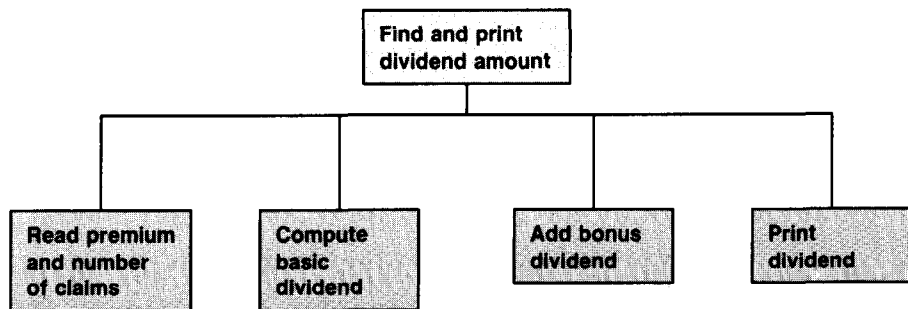 Find and print
dividend amount
Read premium
and number
of claims
Compute
basic
dividend
Add bonus
dividend
Print
dividend